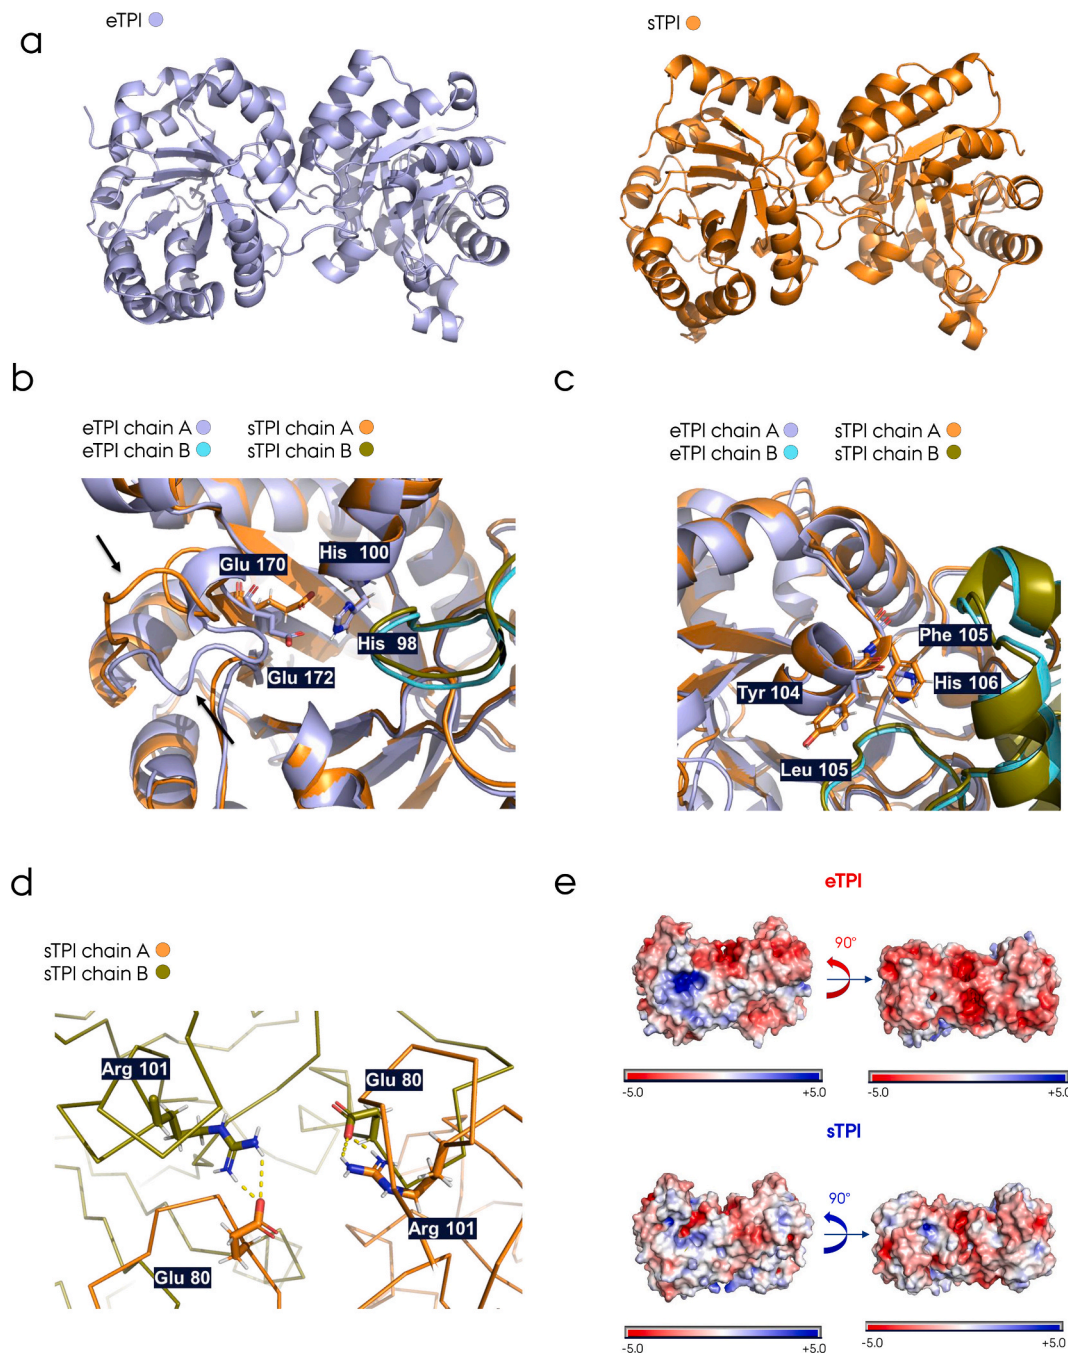 a
eTPI
sTPI
b
eTPI chain A
sTPI chain A
eTPI chain B
sTPI chain B
His 100
Glu 170
His 98
Glu 172
c
eTPI chain A
sTPI chain A
eTPI chain B
sTPI chain B
Phe 105
His 106
Tyr 104
Leu 105
d
sTPI chain A
sTPI chain B
Arg 101
Glu 80
Arg 101
Glu 80
e
eTPI
90°
-5.0 +5.0
-5.0 +5.0
sTPI
90°
-5.0 +5.0
-5.0 +5.0